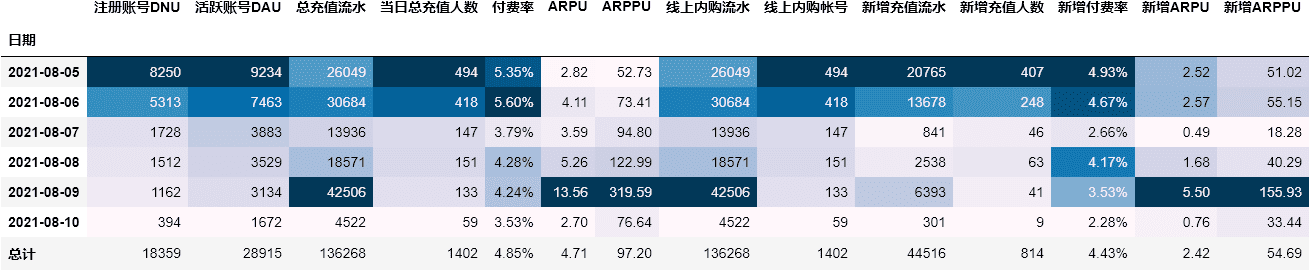 注册账号DNU 活跃账号DAU 总充值流水 当日总充值人数 付费率 ARPU ARPPU 线上内购流水 线上内购帐号 新增充值流水 新增充值人数 新增付费率 新增ARPU 新增ARPPU
日期
2021-08-05 8250 9234 26049 494 5.35% 2.82 52.73 26049 494 20765 407 4.93% 2.52 51.02
2021-08-06 5313 7463 30684 418 5.60% 4.11 73.41 30684 418 13678 248 4.67% 2.57 55.15
2021-08-07 1728 3883 13936 147 3.79% 3.59 94.80 13936 147 841 46 2.66% 0.49 18.28
2021-08-08 1512 3529 18571 151 4.28% 5.26 122.99 18571 151 2538 63 4.17% 1.68 40.29
2021-08-09 1162 3134 42506 133 4.24% 13.56 319.59 42506 133 6393 41 3.53% 5.50 155.93
2021-08-10 394 1672 4522 59 3.53% 2.70 76.64 4522 59 301 9 2.28% 0.76 33.44
总计 18359 28915 136268 1402 4.85% 4.71 97.20 136268 1402 44516 814 4.43% 2.42 54.69